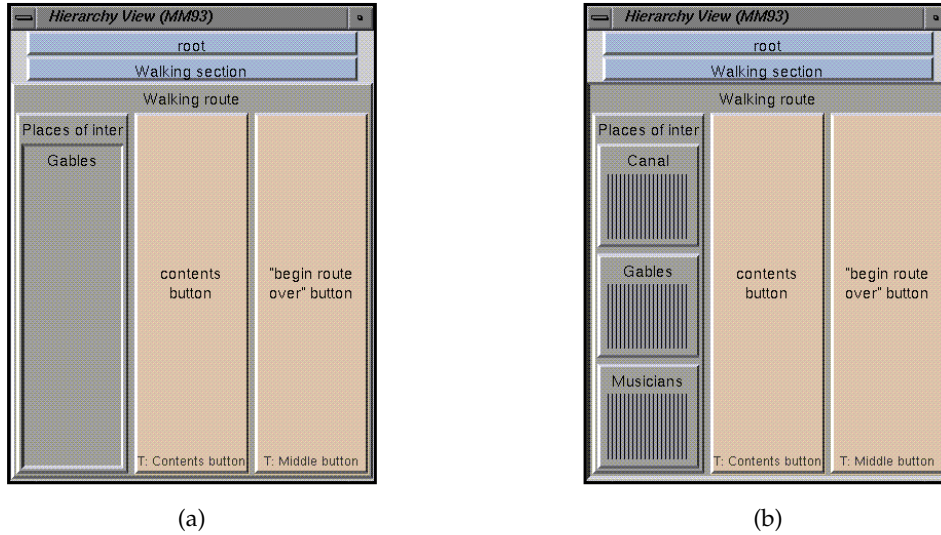 Hierarchy View (MM93)
root
Walking section
Walking route
Places of inter
Gables
contents
button
"begin route
over" button
T: Contents button
T: Middle button
(a)
Hierarchy View (MM93)
root
Walking section
Walking route
Places of inter
Canal
Gables
Musicians
contents
button
"begin route
over" button
T: Contents button
T: Middle button
(b)